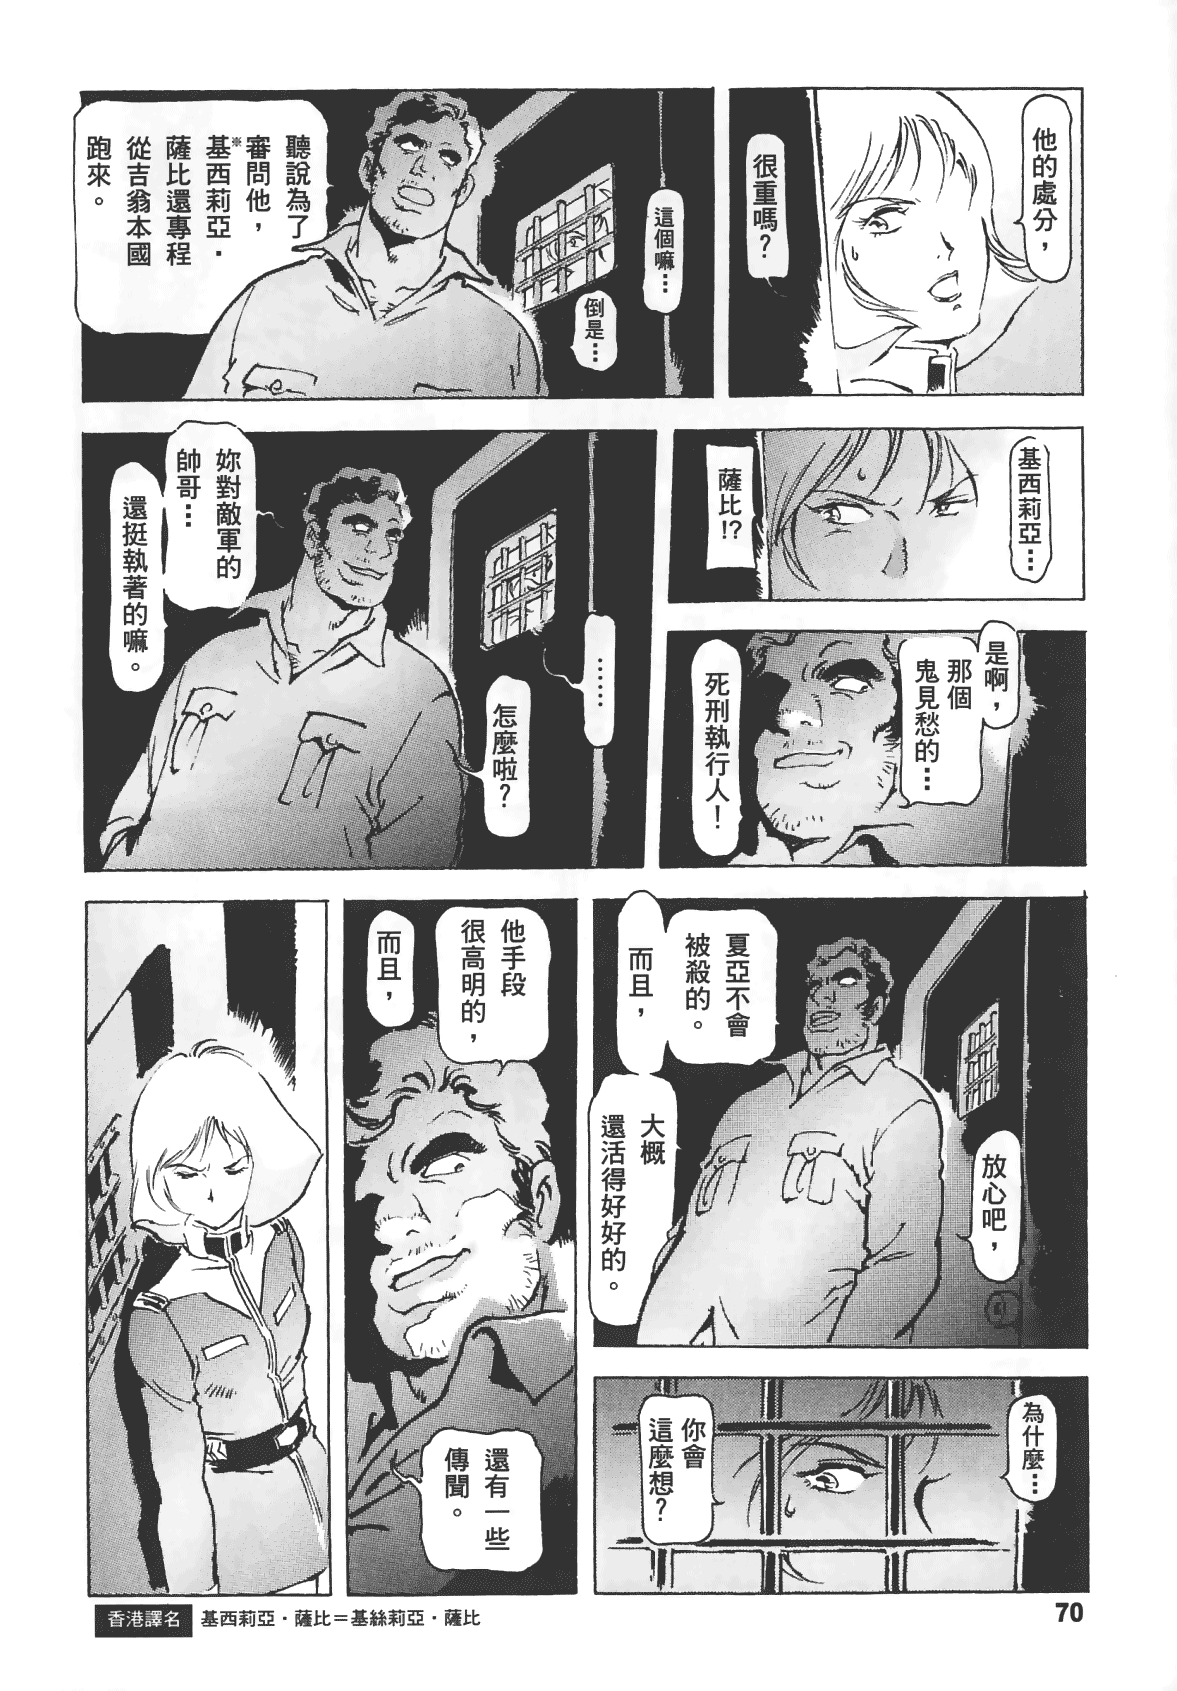 他的處分，
很重嗎？
這個嘛…
倒是…
聽說為了
審問他，
※
基西莉亞・
薩比還專程
從吉翁本國
跑來。
基西莉亞…
薩比!?
是啊，
那個
鬼見愁的…
死刑執行人！
……
怎麼啦？
妳對敵軍的
帥哥…
還挺執著的嘛。
放心吧，
夏亞不會
被殺的。
而且，
大概
還活得好好的。
為什麼…
你會
這麼想？
他手段
很高明的，
而且，
還有一些
傳聞。
香港譯名 基西莉亞・薩比＝基絲莉亞・薩比
70